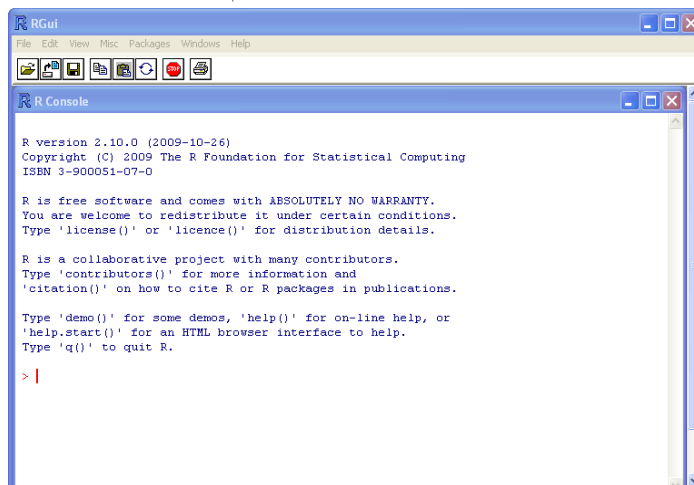 RGui
File Edit View Misc Packages Windows Help
STOP
R Console
R version 2.10.0 (2009-10-26)
Copyright (C) 2009 The R Foundation for Statistical Computing
ISBN 3-900051-07-0
R is free software and comes with ABSOLUTELY NO WARRANTY.
You are welcome to redistribute it under certain conditions.
Type 'license()' or 'licence()' for distribution details.
R is a collaborative project with many contributors.
Type 'contributors()' for more information and
'citation()' on how to cite R or R packages in publications.
Type 'demo()' for some demos, 'help()' for on-line help, or
'help.start()' for an HTML browser interface to help.
Type 'q()' to quit R.
>